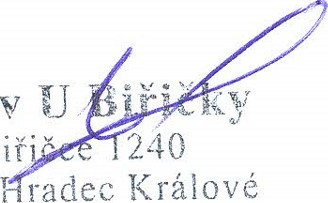 v U Biřičky
iřičce 1240
Hradec Králové